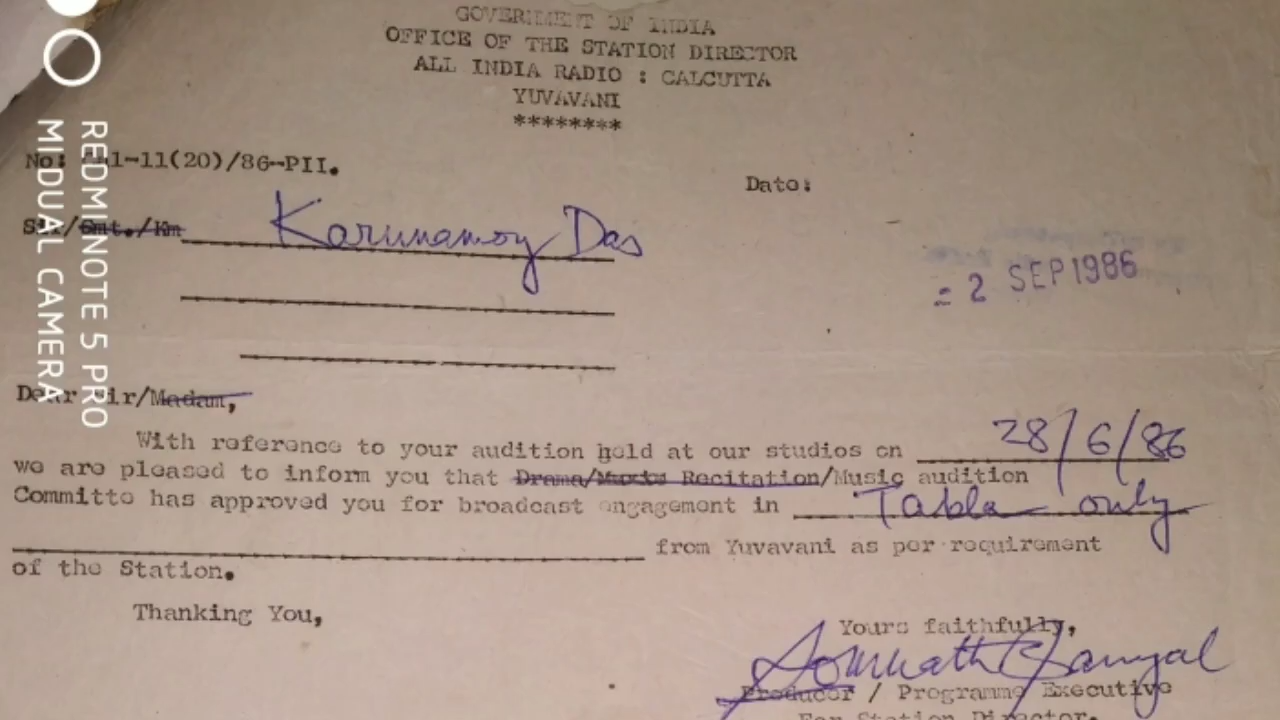 GOVERNMENT OF INDIA
OFFICE OF THE STATION DIRECTOR
ALL INDIA RADIO : CALCUTTA
YUVAVANI
********
No: 1-11(20)/86-PII.
Date:
Sri/Smt./Km Karunamoy Das
= 2 SEP 1986
Dear Sir/Madam,
With reference to your audition held at our studios on 28/6/86
we are pleased to inform you that Drama/ Recitation/Music audition
Committe has approved you for broadcast engagement in Tabla only
from Yuvavani as per requirement
of the Station.
Thanking You,
Yours faithfully,
Somnath Sanyal
Producer / Programme Executive
For Station Director.
REDMI NOTE 5 PRO
MI DUAL CAMERA